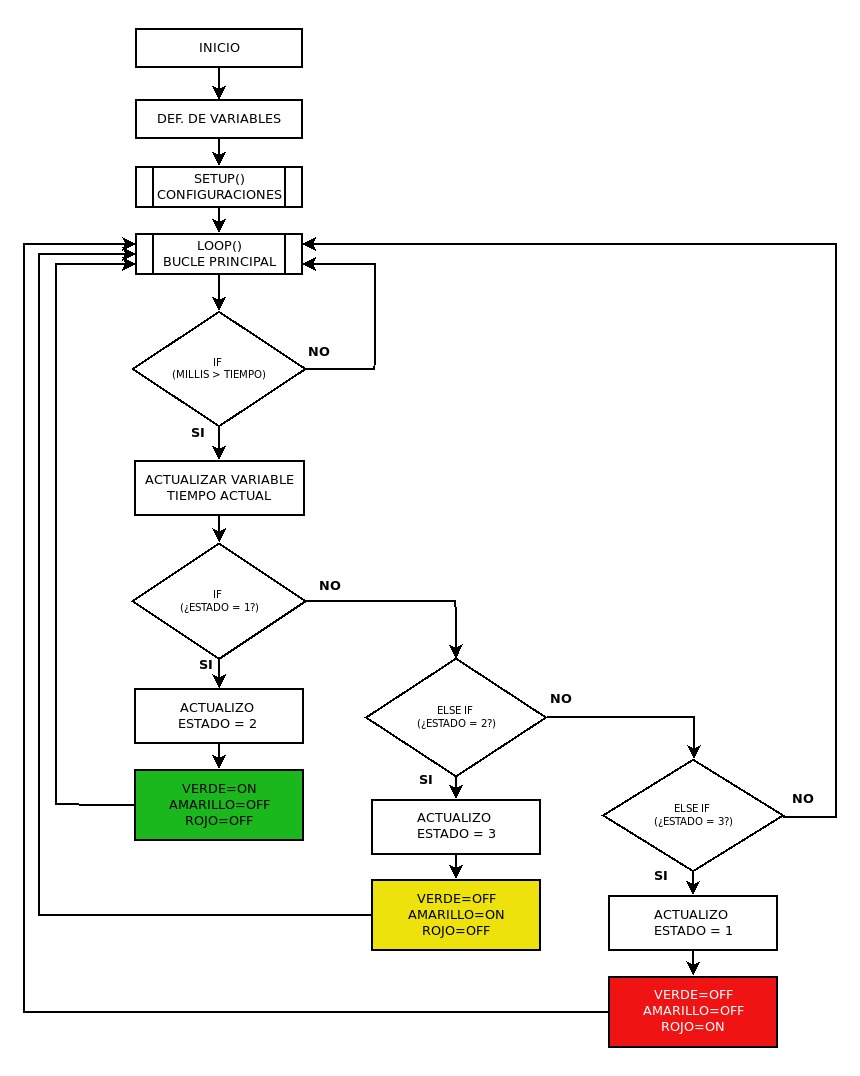 INICIO
DEF. DE VARIABLES
SETUP()
CONFIGURACIONES
LOOP()
BUCLE PRINCIPAL
IF
(MILLIS > TIEMPO)
NO
SI
ACTUALIZAR VARIABLE
TIEMPO ACTUAL
IF
(¿ESTADO = 1?)
NO
SI
ACTUALIZO
ESTADO = 2
VERDE=ON
AMARILLO=OFF
ROJO=OFF
ELSE IF
(¿ESTADO = 2?)
NO
SI
ACTUALIZO
ESTADO = 3
VERDE=OFF
AMARILLO=ON
ROJO=OFF
ELSE IF
(¿ESTADO = 3?)
NO
SI
ACTUALIZO
ESTADO = 1
VERDE=OFF
AMARILLO=OFF
ROJO=ON